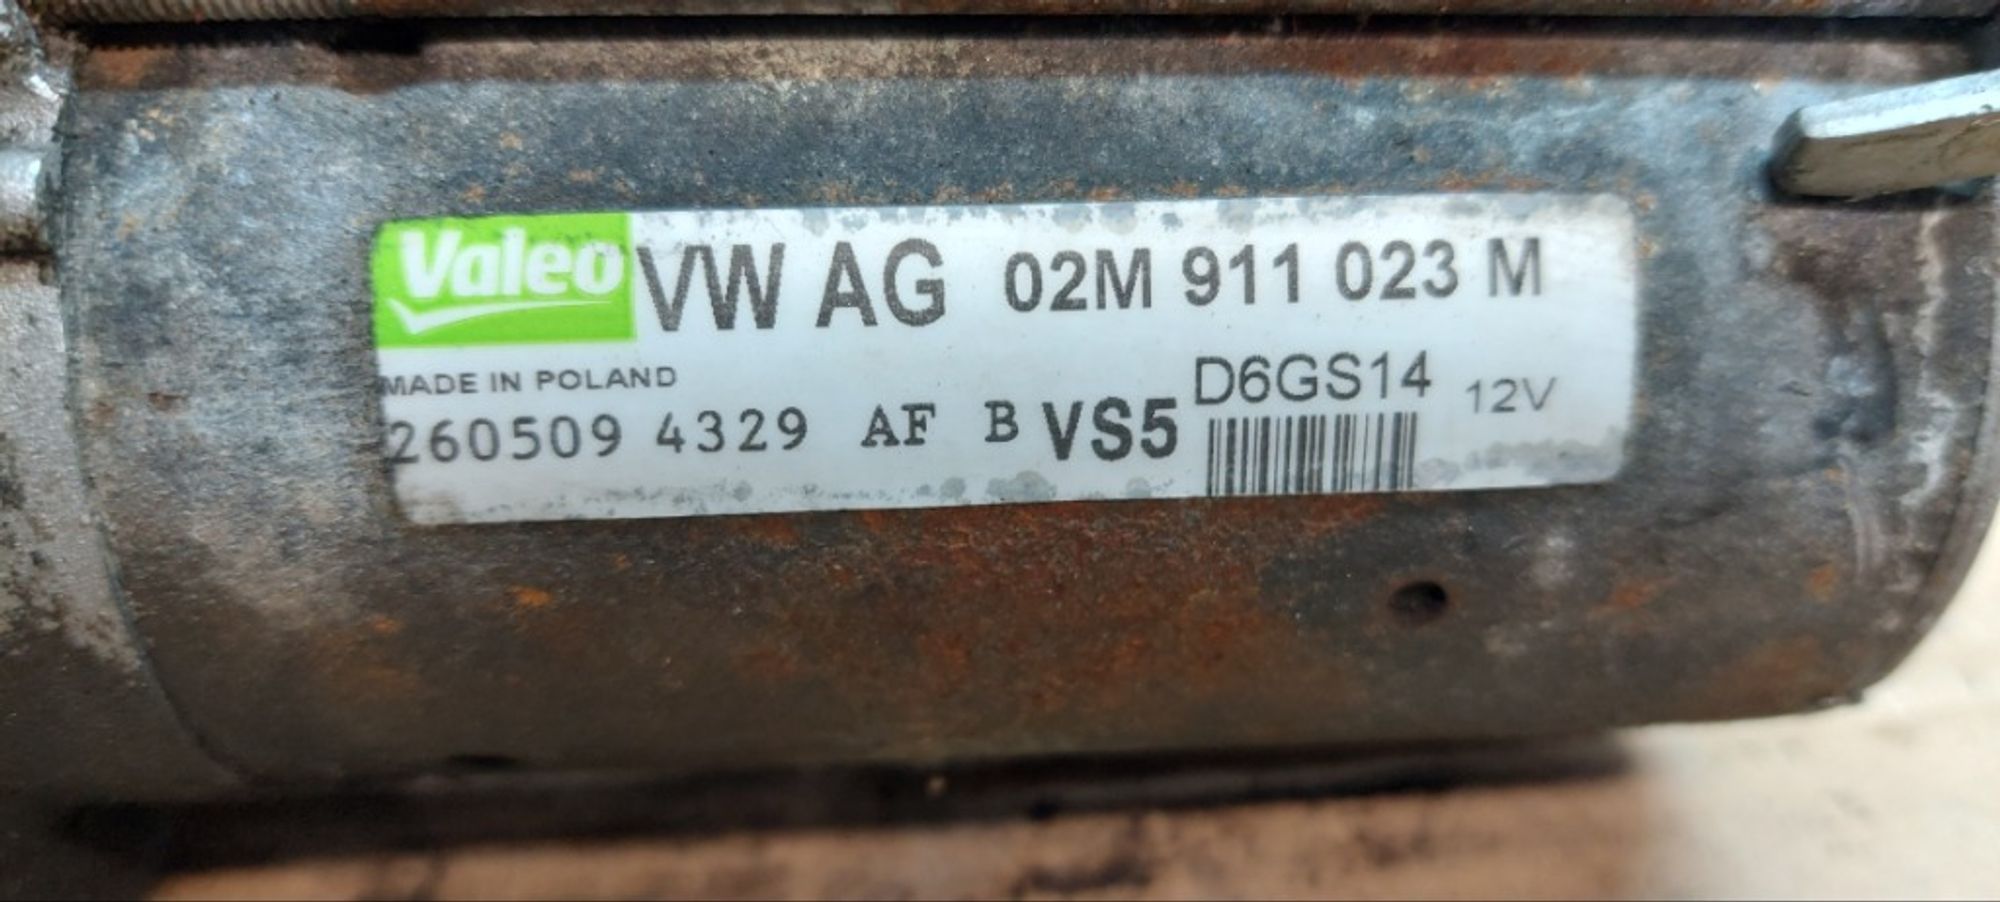 Valeo VW AG 02M 911 023 M
MADE IN POLAND D6GS14 12V
260509 4329 AF B VS5